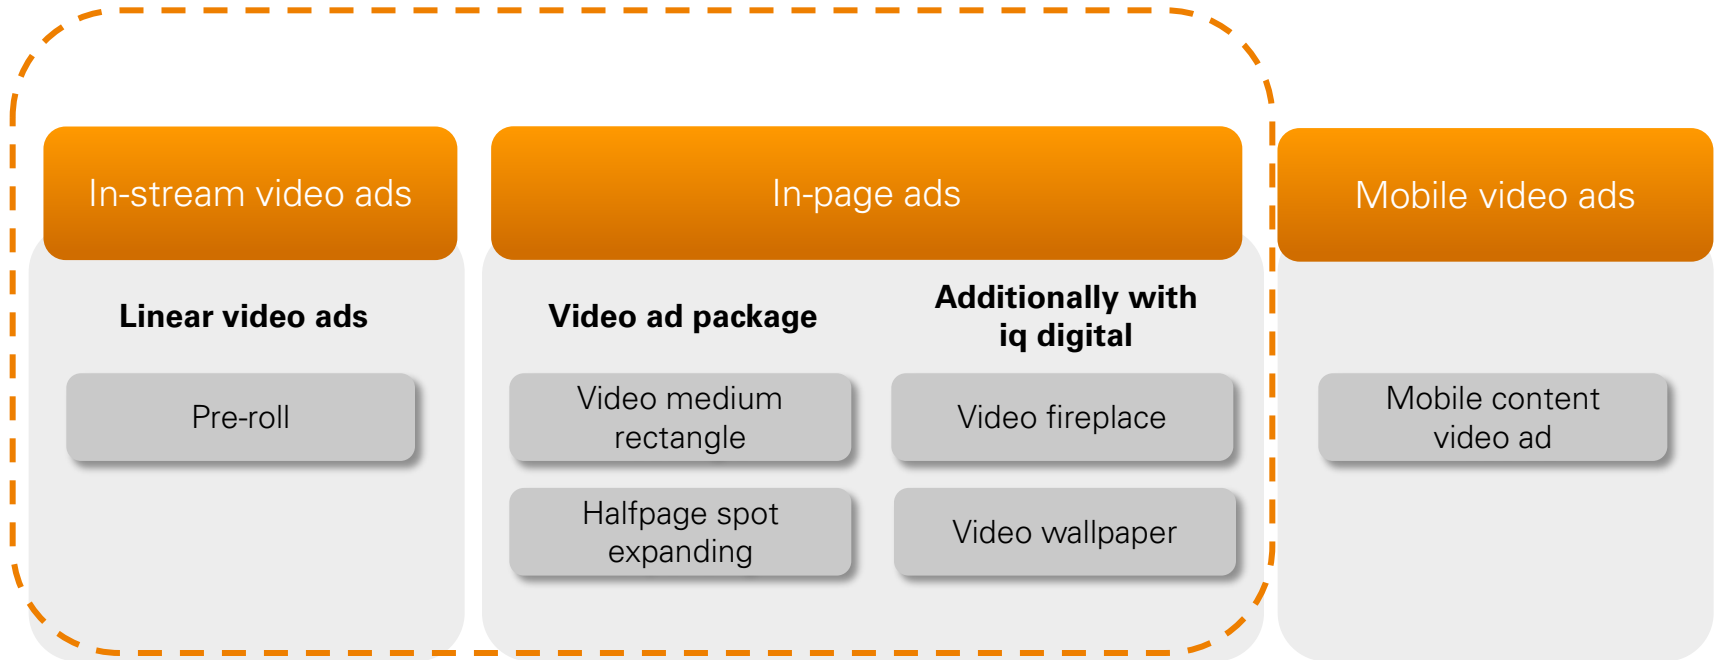 In-stream video ads
In-page ads
Mobile video ads
Linear video ads
Video ad package
Additionally with
iq digital
Pre-roll
Video medium
rectangle
Video fireplace
Mobile content
video ad
Halfpage spot
expanding
Video wallpaper